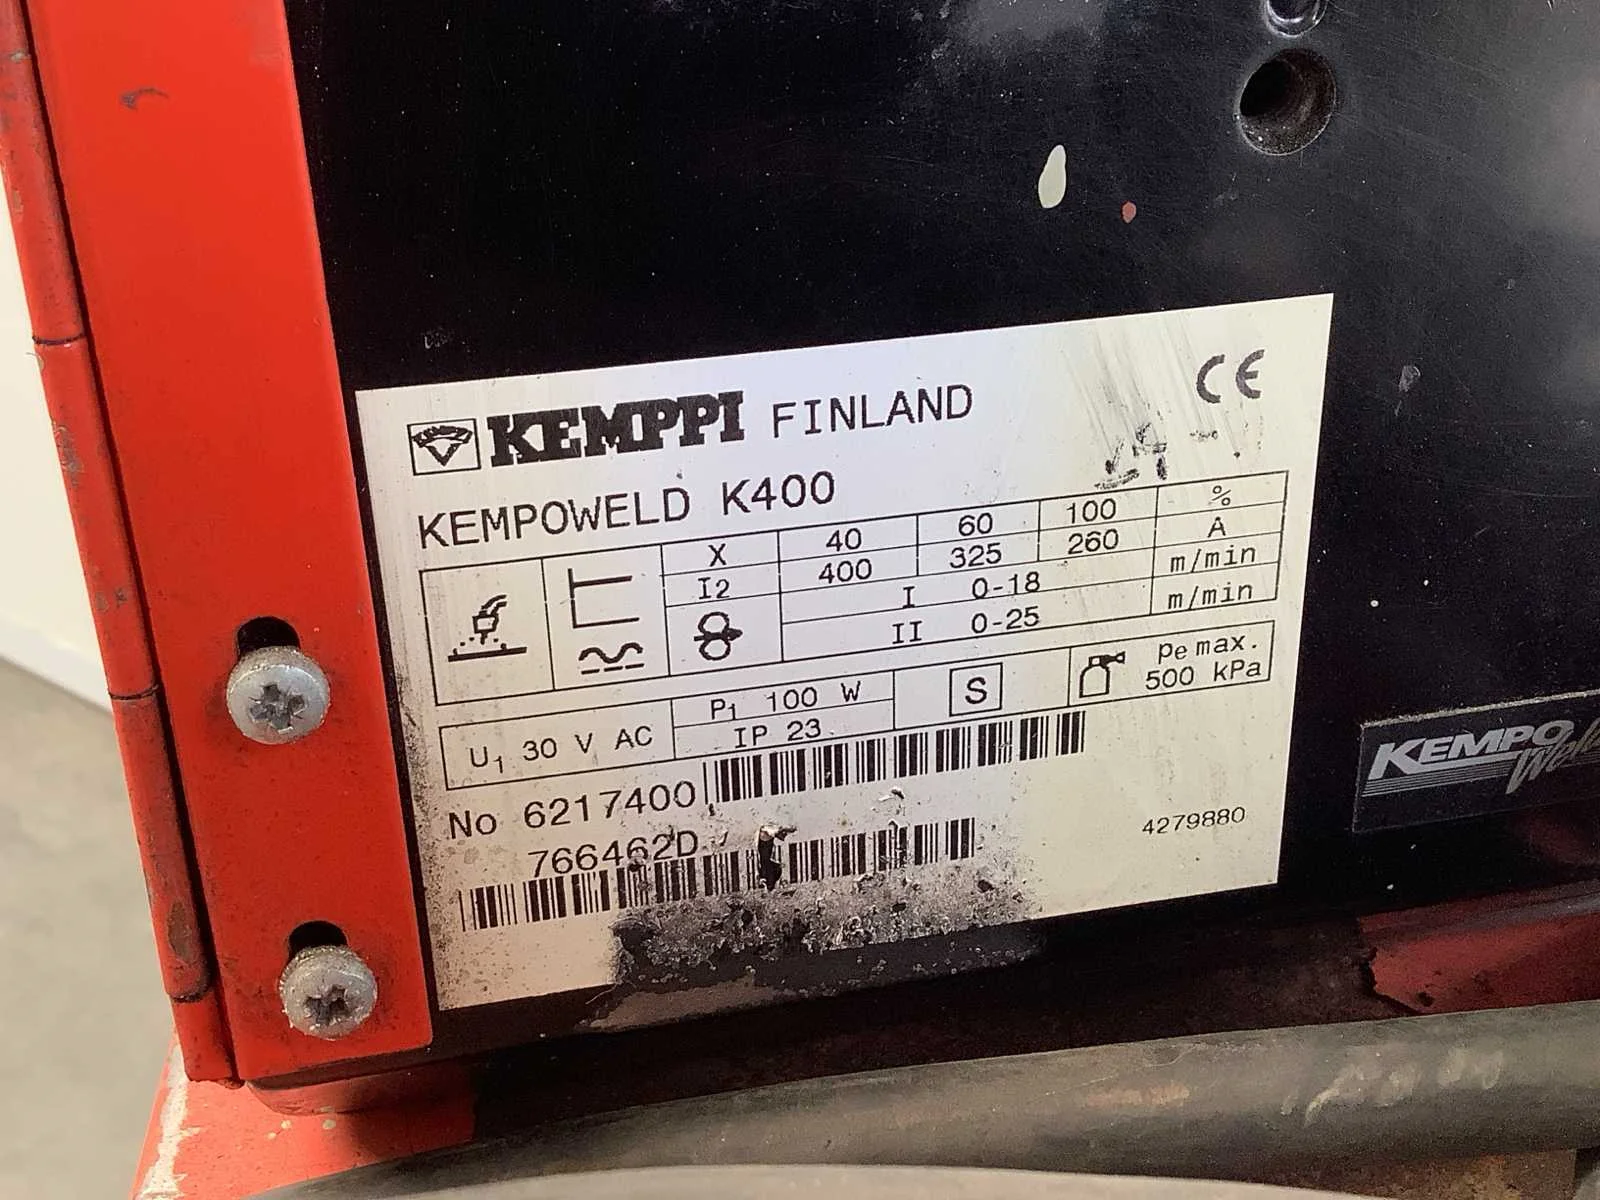 KEMPPI FINLAND CE
KEMPOWELD K400
X 40 60 100 %
I2 400 325 260 A
I 0-18 m/min
II 0-25 m/min
U1 30 V AC
P1 100 W
IP 23
S
Pe max.
500 kPa
No 6217400
766462D
4279880
KEMPO
Weld